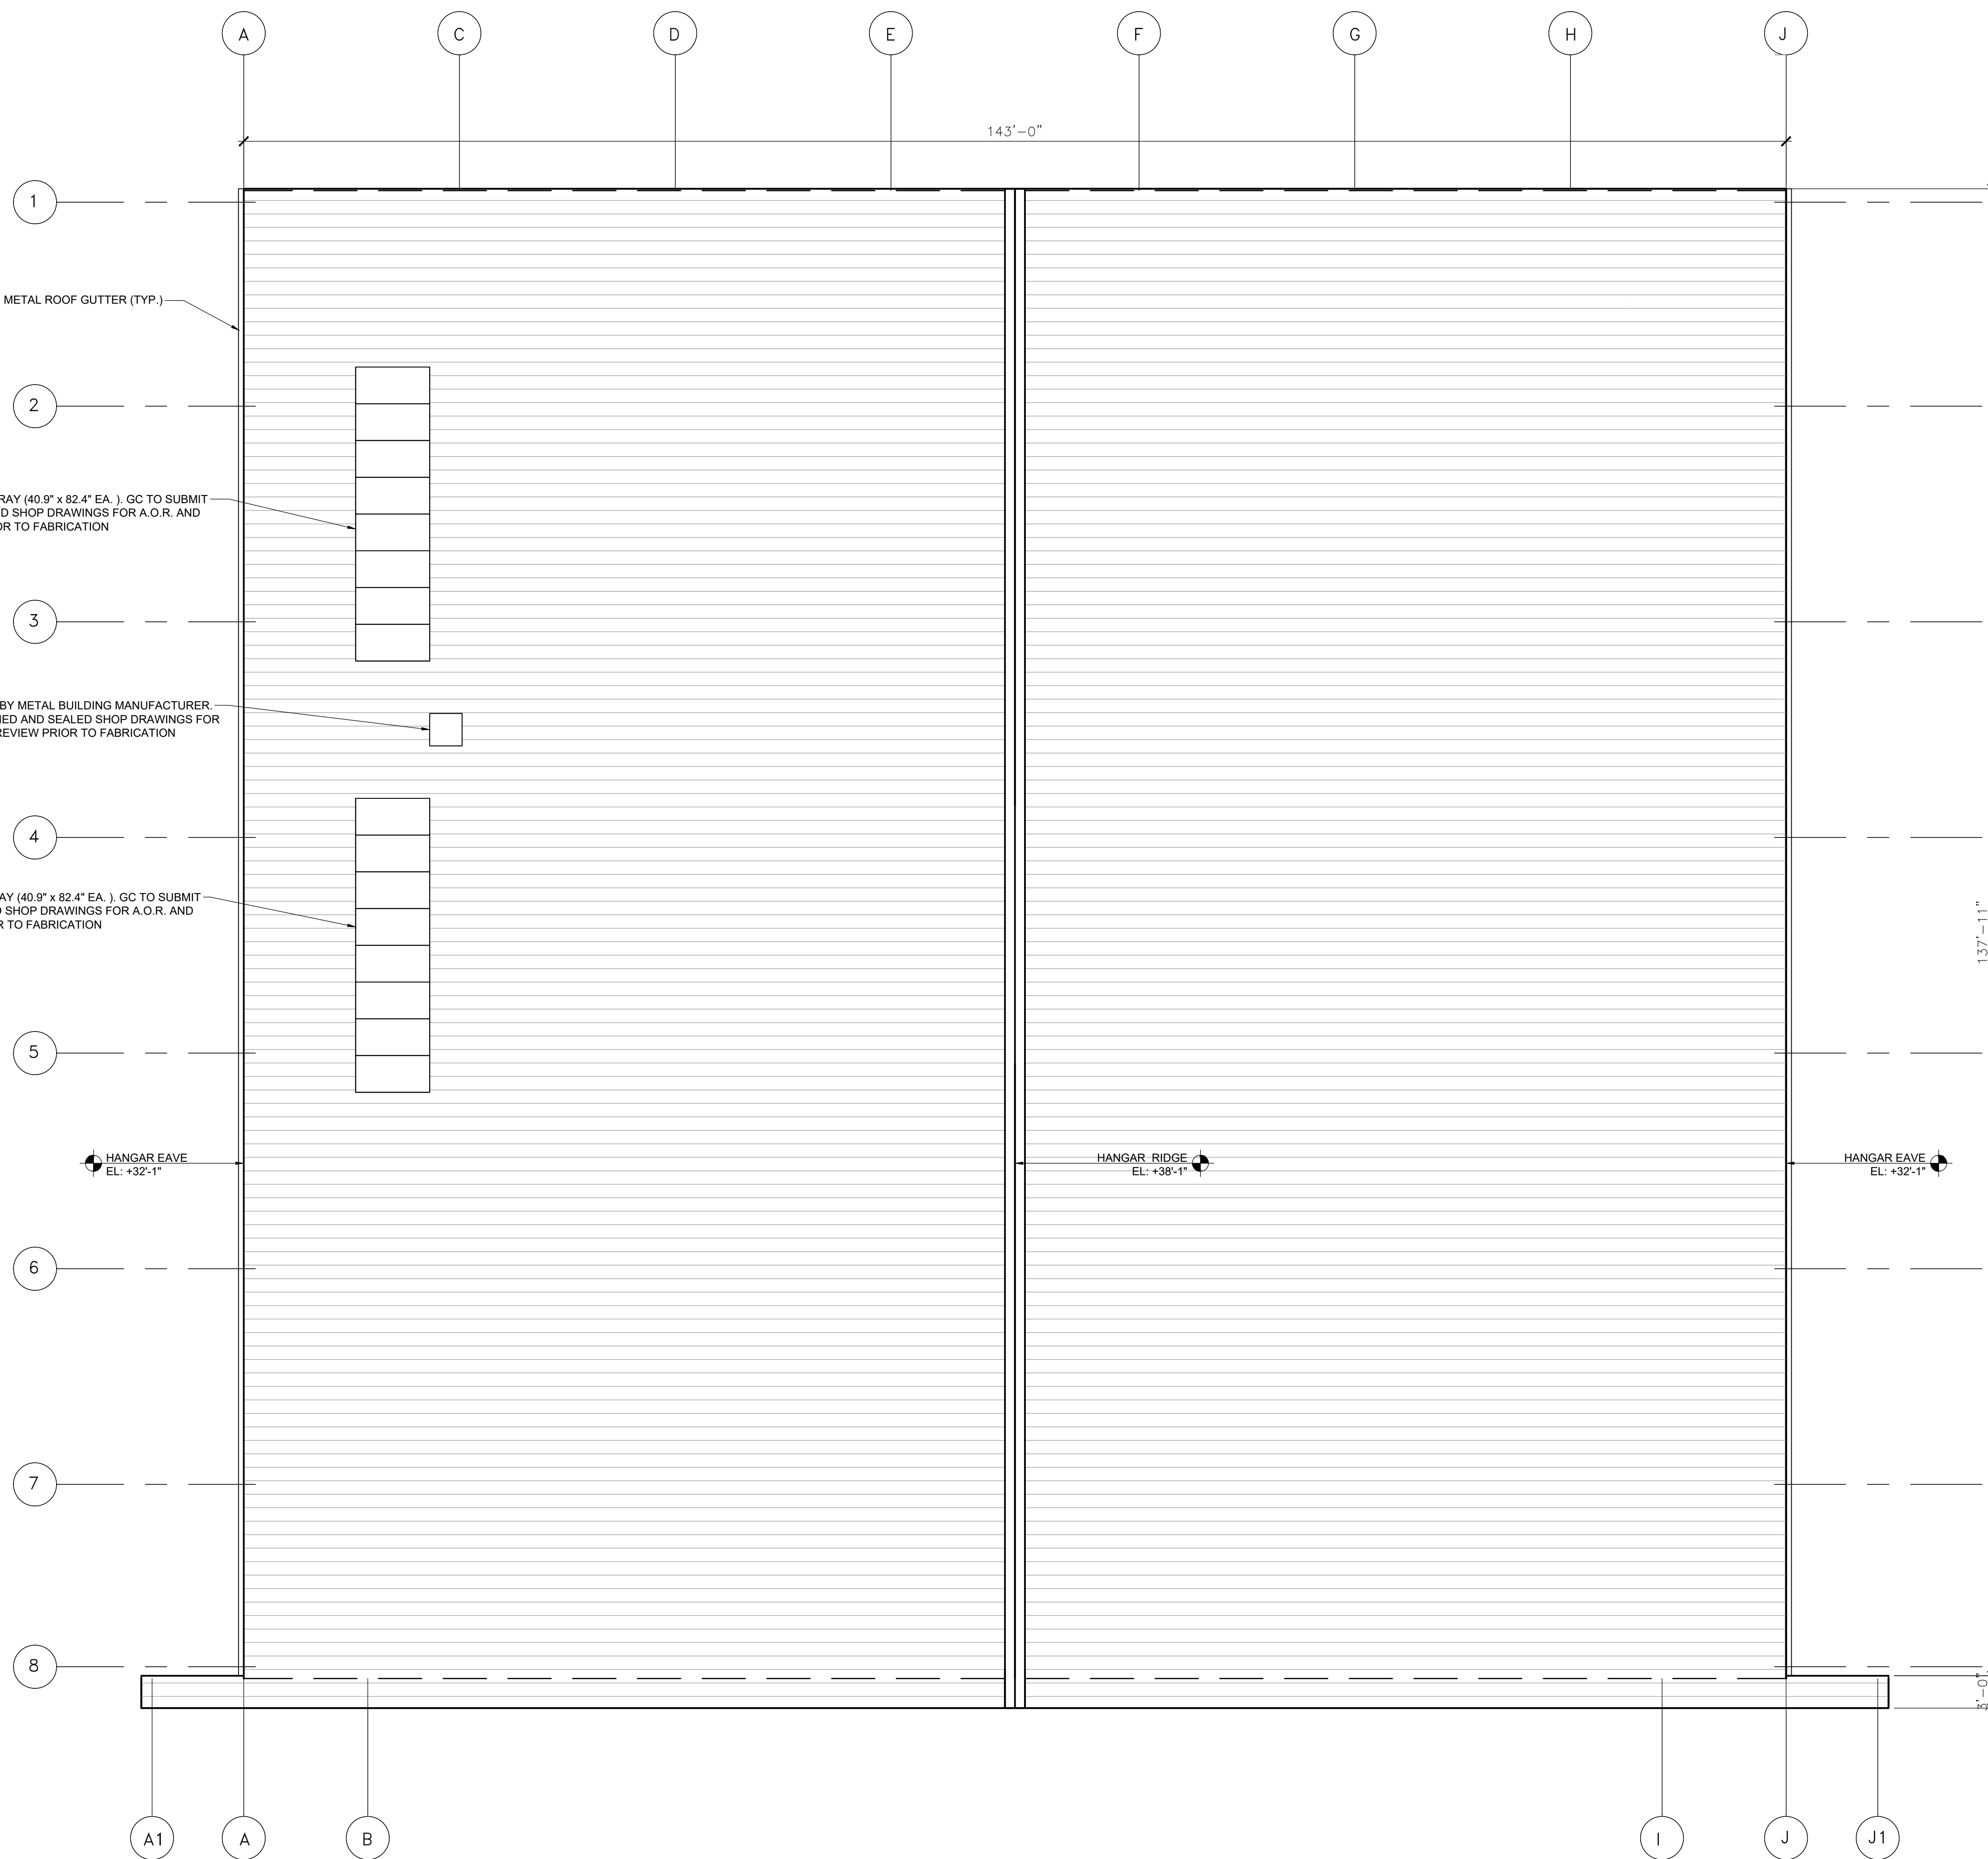 A
C
D
E
F
G
H
J
143'-0"
1
METAL ROOF GUTTER (TYP.)
2
RAY (40.9" x 82.4" EA. ). GC TO SUBMIT
SHOP DRAWINGS FOR A.O.R. AND
TO FABRICATION
3
BY METAL BUILDING MANUFACTURER.
AND SEALED SHOP DRAWINGS FOR
REVIEW PRIOR TO FABRICATION
4
AY (40.9" x 82.4" EA. ). GC TO SUBMIT
SHOP DRAWINGS FOR A.O.R. AND
TO FABRICATION
137'-11"
5
HANGAR EAVE
EL: +32'-1"
HANGAR RIDGE
EL: +38'-1"
HANGAR EAVE
EL: +32'-1"
6
7
8
3'-0"
A1
A
B
I
J
J1